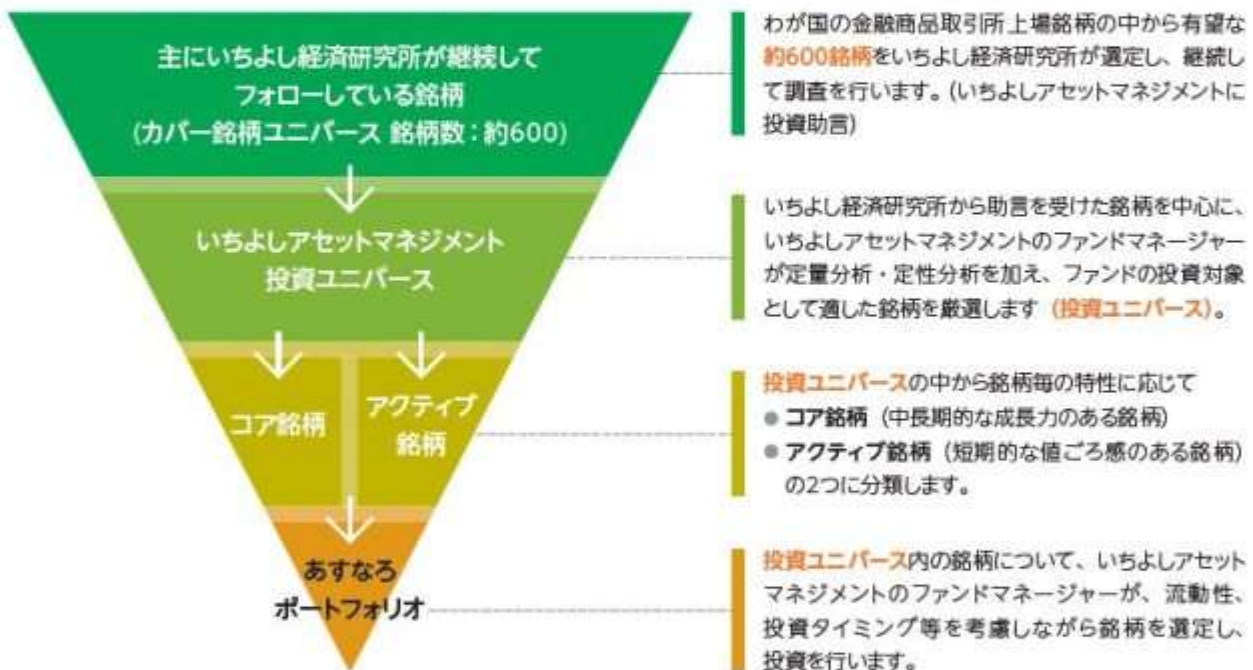 主にいちよし経済研究所が継続して
フォローしている銘柄
(カバー銘柄ユニバース 銘柄数：約600)
わが国の金融商品取引所上場銘柄の中から有望な
約600銘柄をいちよし経済研究所が選定し、継続し
て調査を行います。(いちよしアセットマネジメントに
投資助言)
いちよしアセットマネジメント
投資ユニバース
いちよし経済研究所から助言を受けた銘柄を中心に、
いちよしアセットマネジメントのファンドマネージャー
が定量分析・定性分析を加え、ファンドの投資対象
として適した銘柄を厳選します（投資ユニバース）。
コア銘柄
アクティブ
銘柄
投資ユニバースの中から銘柄毎の特性に応じて
● コア銘柄（中長期的な成長力のある銘柄）
● アクティブ銘柄（短期的な値ごろ感のある銘柄）
の2つに分類します。
あすなろ
ポートフォリオ
投資ユニバース内の銘柄について、いちよしアセット
マネジメントのファンドマネージャーが、流動性、
投資タイミング等を考慮しながら銘柄を選定し、
投資を行います。